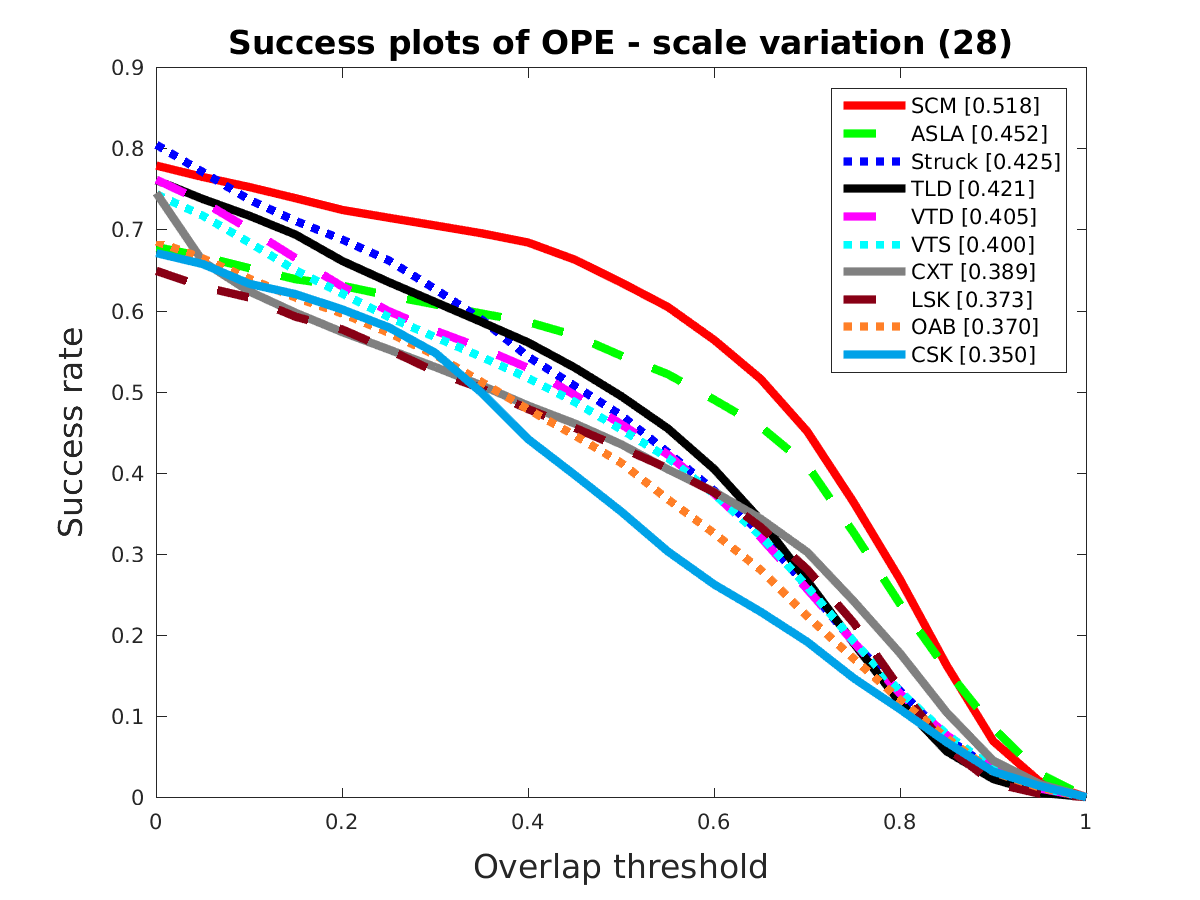 Success plots of OPE - scale variation (28)
0.9
0.8
0.7
0.6
0.5
0.4
0.3
0.2
0.1
0
Success rate
SCM [0.518]
ASLA [0.452]
Struck [0.425]
TLD [0.421]
VTD [0.405]
VTS [0.400]
CXT [0.389]
LSK [0.373]
OAB [0.370]
CSK [0.350]
0 0.2 0.4 0.6 0.8 1
Overlap threshold